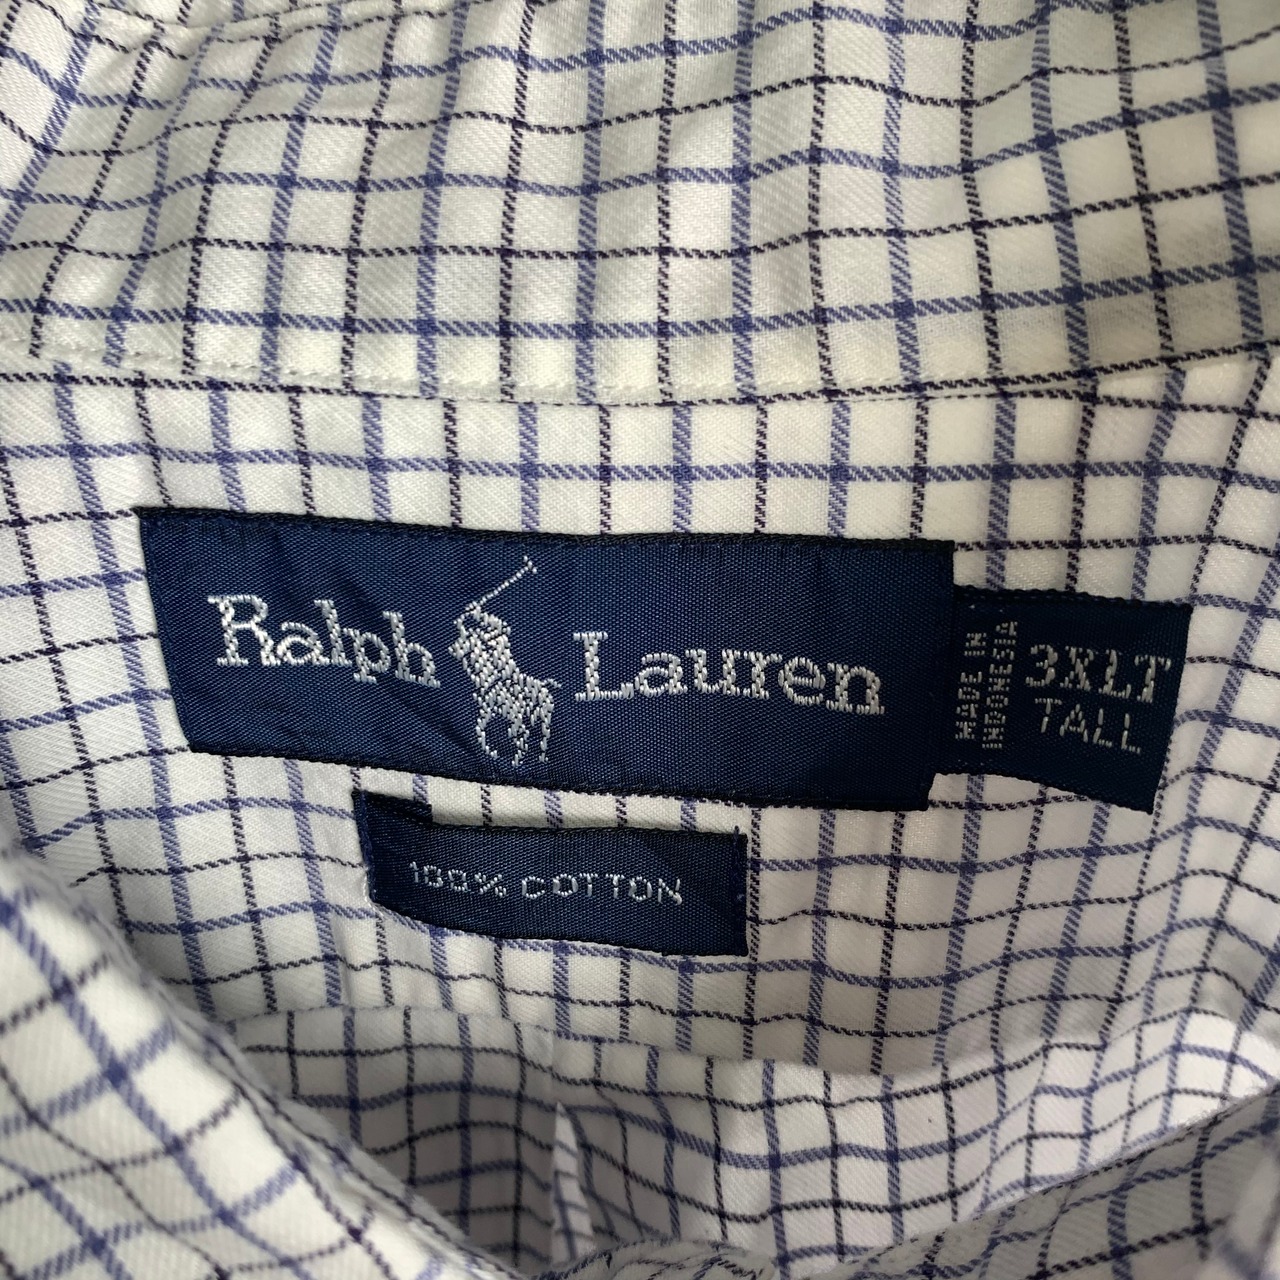 Ralph Lauren
MADE IN
INDONESIA
3XLT
TALL
100% COTTON